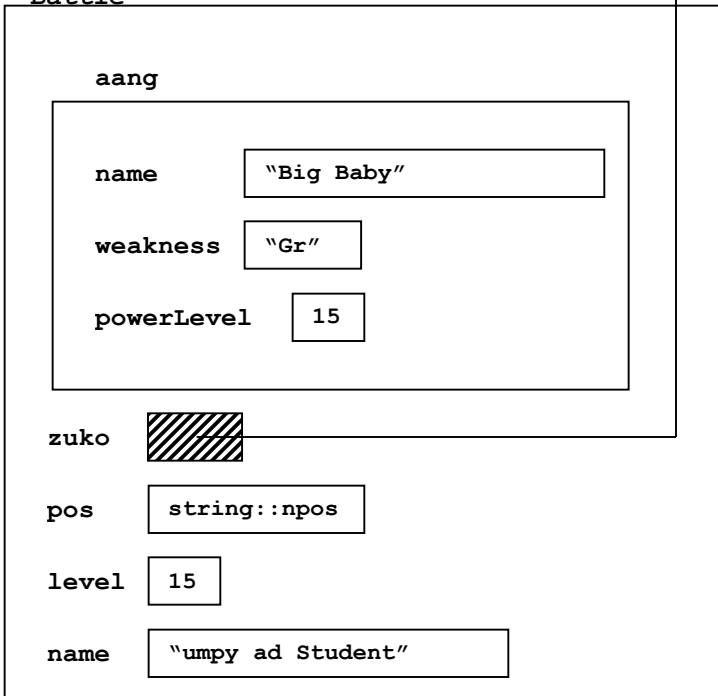 Battle
aang
name “Big Baby”
weakness “Gr”
powerLevel 15
zuko
pos string::npos
level 15
name “umpy ad Student”